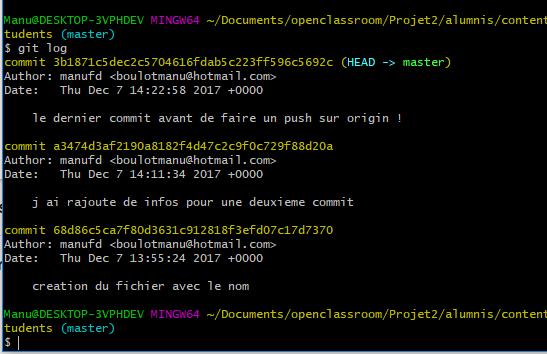 Manu@DESKTOP-3VPHDEV MINGW64 ~/Documents/openclassroom/Projet2/alumnis/content
tudents (master)
$ git log
commit 3b1871c5dec2c5704616fdab5c223ff596c5692c (HEAD -> master)
Author: manufd <boulotmanu@hotmail.com>
Date:   Thu Dec 7 14:22:58 2017 +0000
    le dernier commit avant de faire un push sur origin !
commit a3474d3af2190a8182f4d47c2c9f0c729f88d20a
Author: manufd <boulotmanu@hotmail.com>
Date:   Thu Dec 7 14:11:34 2017 +0000
    j ai rajoute de infos pour une deuxieme commit
commit 68d86c5ca7f80d3631c912818f3efd07c17d7370
Author: manufd <boulotmanu@hotmail.com>
Date:   Thu Dec 7 13:55:24 2017 +0000
    creation du fichier avec le nom
Manu@DESKTOP-3VPHDEV MINGW64 ~/Documents/openclassroom/Projet2/alumnis/content
tudents (master)
$